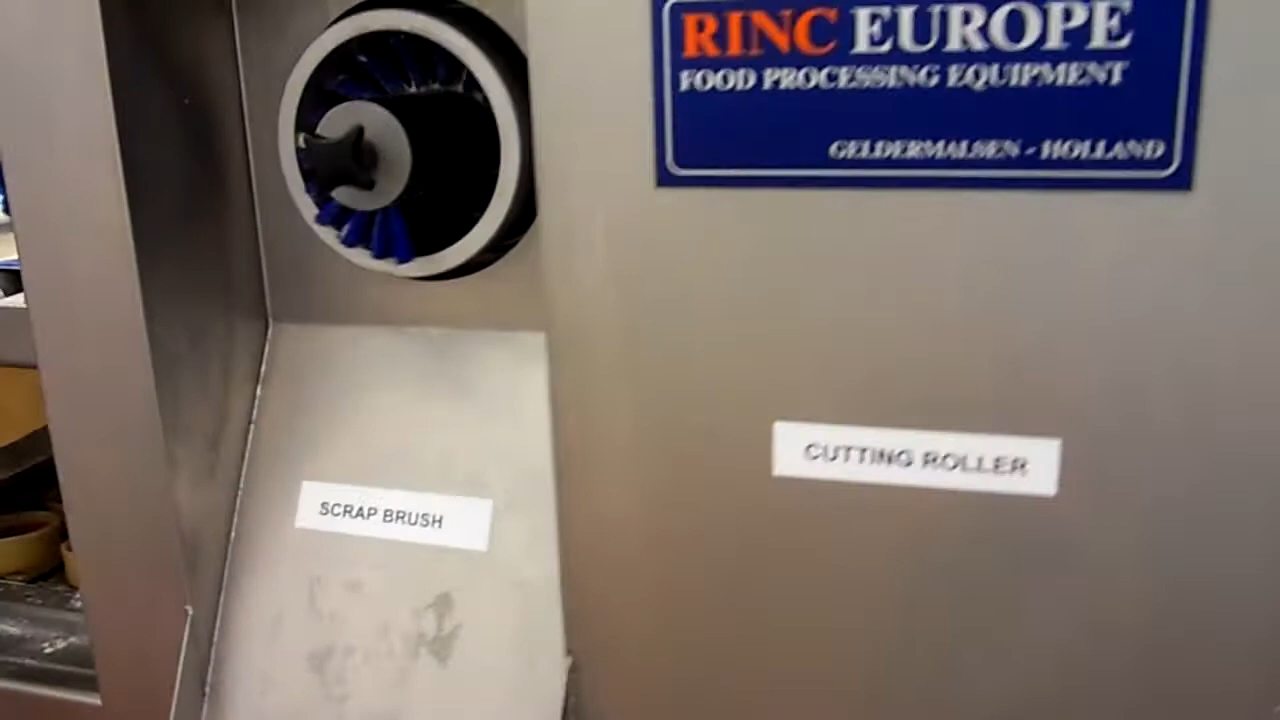 RINC EUROPE
FOOD PROCESSING EQUIPMENT
GELDERMALSEN - HOLLAND
CUTTING ROLLER
SCRAP BRUSH